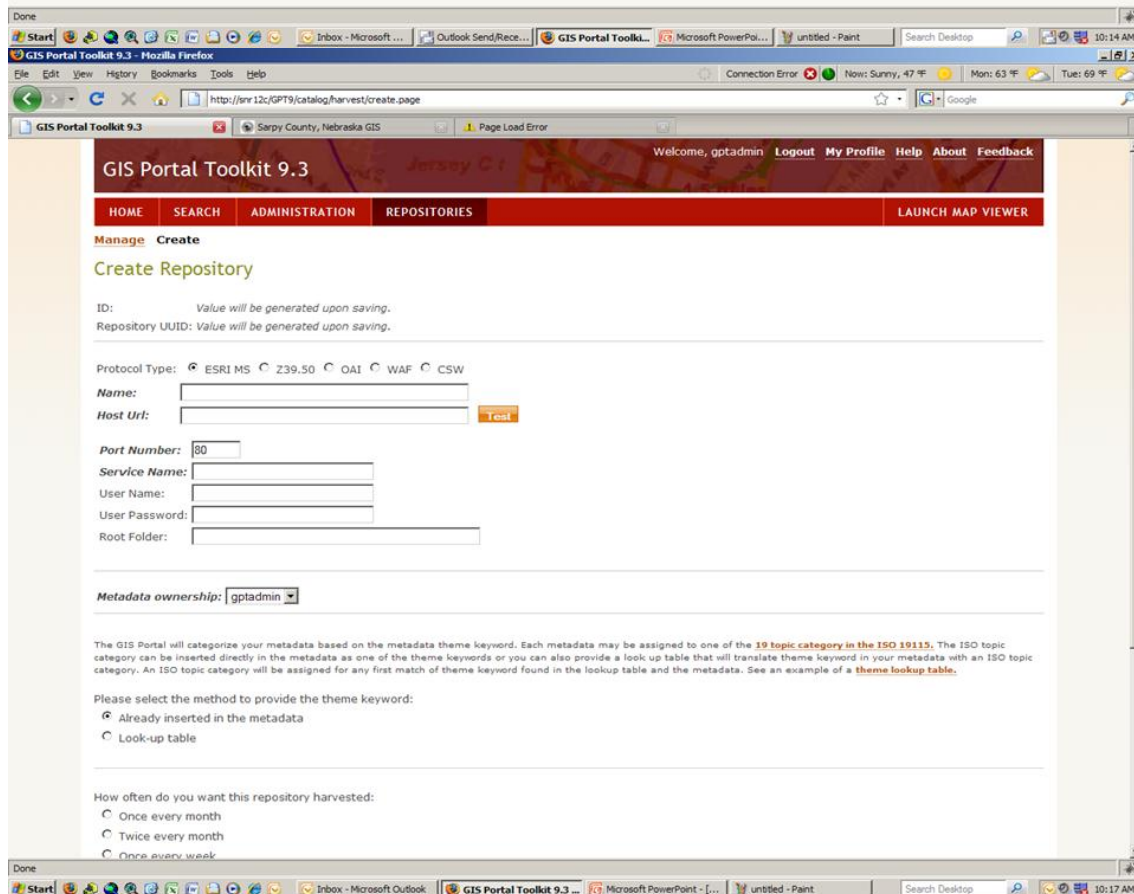 Done
Start Inbox - Microsoft ... Outlook Send/Rece... GIS Portal Toolki... Microsoft PowerPoi... untitled - Paint Search Desktop 10:14 AM
GIS Portal Toolkit 9.3 - Mozilla Firefox
File Edit View History Bookmarks Tools Help Connection Error Now: Sunny, 47 °F Mon: 63 °F Tue: 69 °F
http://snr12c/GPT9/catalog/harvest/create.page Google
GIS Portal Toolkit 9.3 Sarpy County, Nebraska GIS Page Load Error
Welcome, gptadmin Logout My Profile Help About Feedback
GIS Portal Toolkit 9.3
HOME SEARCH ADMINISTRATION REPOSITORIES LAUNCH MAP VIEWER
Manage Create
Create Repository
ID: Value will be generated upon saving.
Repository UUID: Value will be generated upon saving.
Protocol Type: ESRI MS Z39.50 OAI WAF CSW
Name:
Host Url: Test
Port Number: 80
Service Name:
User Name:
User Password:
Root Folder:
Metadata ownership: gptadmin
The GIS Portal will categorize your metadata based on the metadata theme keyword. Each metadata may be assigned to one of the 19 topic category in the ISO 19115. The ISO topic
category can be inserted directly in the metadata as one of the theme keywords or you can also provide a look up table that will translate theme keyword in your metadata with an ISO topic
category. An ISO topic category will be assigned for any first match of theme keyword found in the lookup table and the metadata. See an example of a theme lookup table.
Please select the method to provide the theme keyword:
Already inserted in the metadata
Look-up table
How often do you want this repository harvested:
Once every month
Twice every month
Once every week
Done
Start Inbox - Microsoft Outlook GIS Portal Toolkit 9.3 ... Microsoft PowerPoint - [... untitled - Paint Search Desktop 10:17 AM